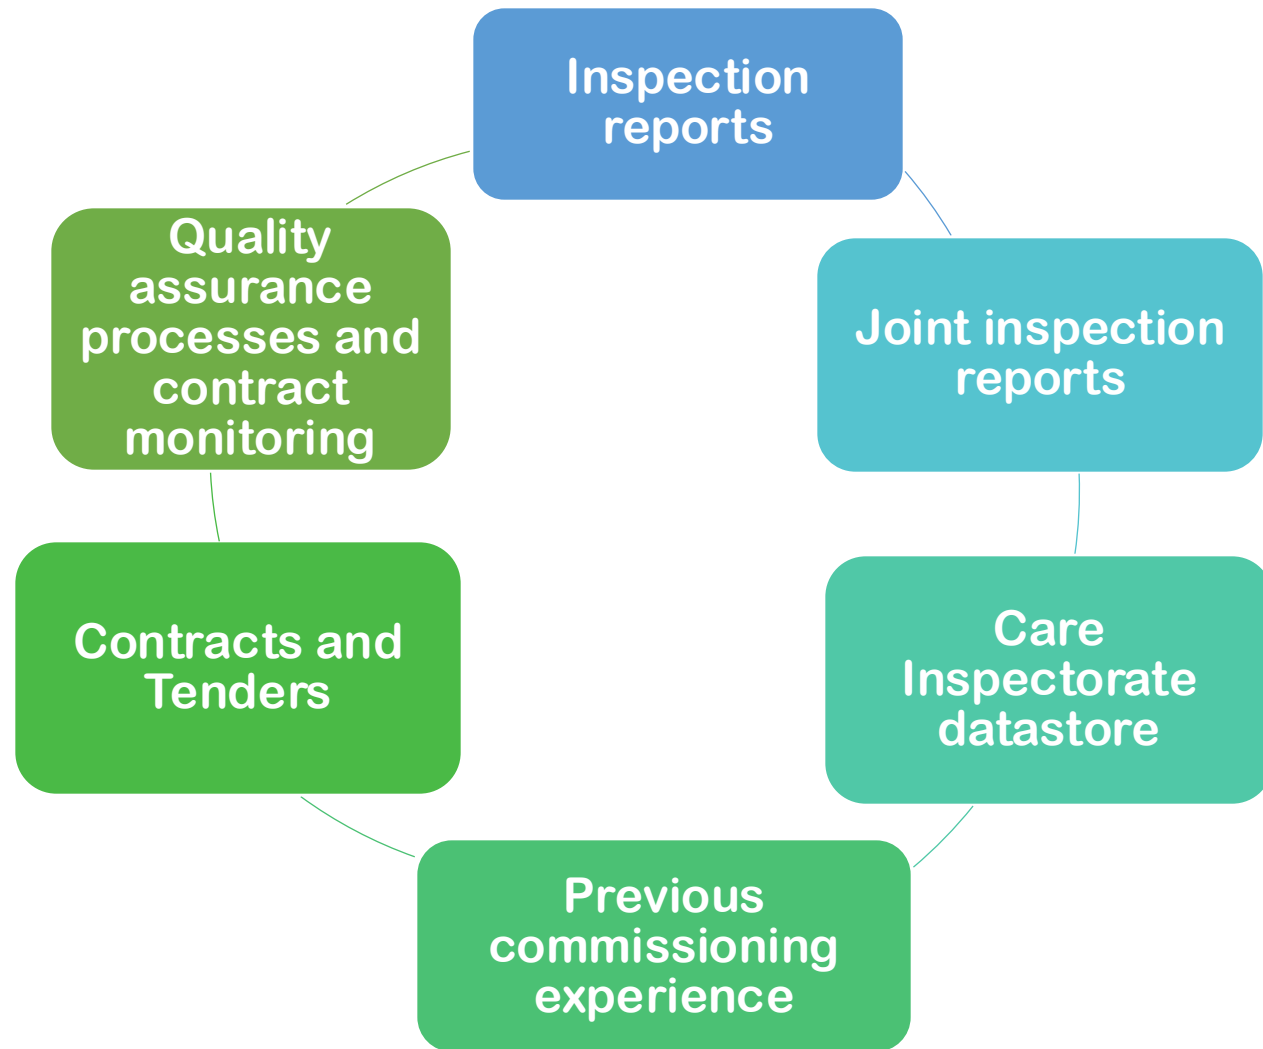 Inspection
reports
Joint inspection
reports
Care
Inspectorate
datastore
Previous
commissioning
experience
Contracts and
Tenders
Quality
assurance
processes and
contract
monitoring